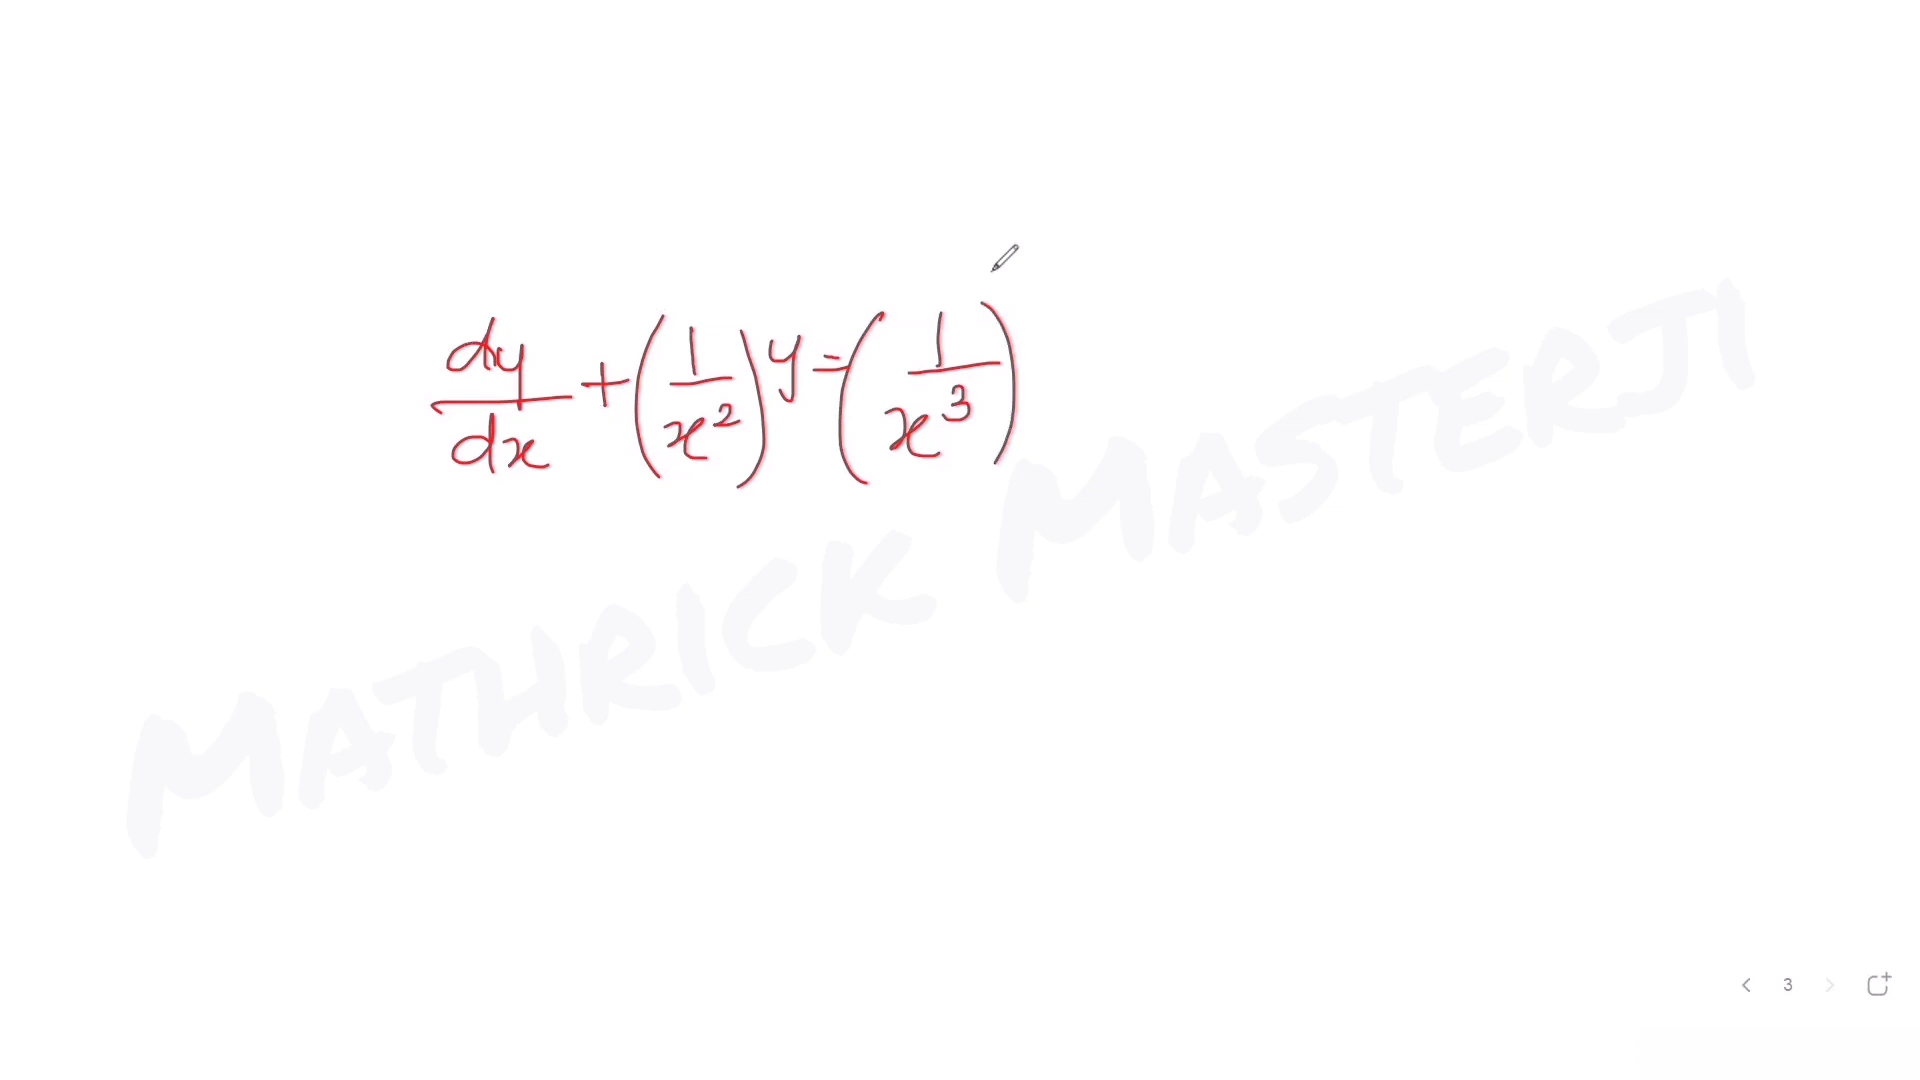 dy/dx + (1/x²) y = (1/x³)
MATHRICK MASTERJI
3